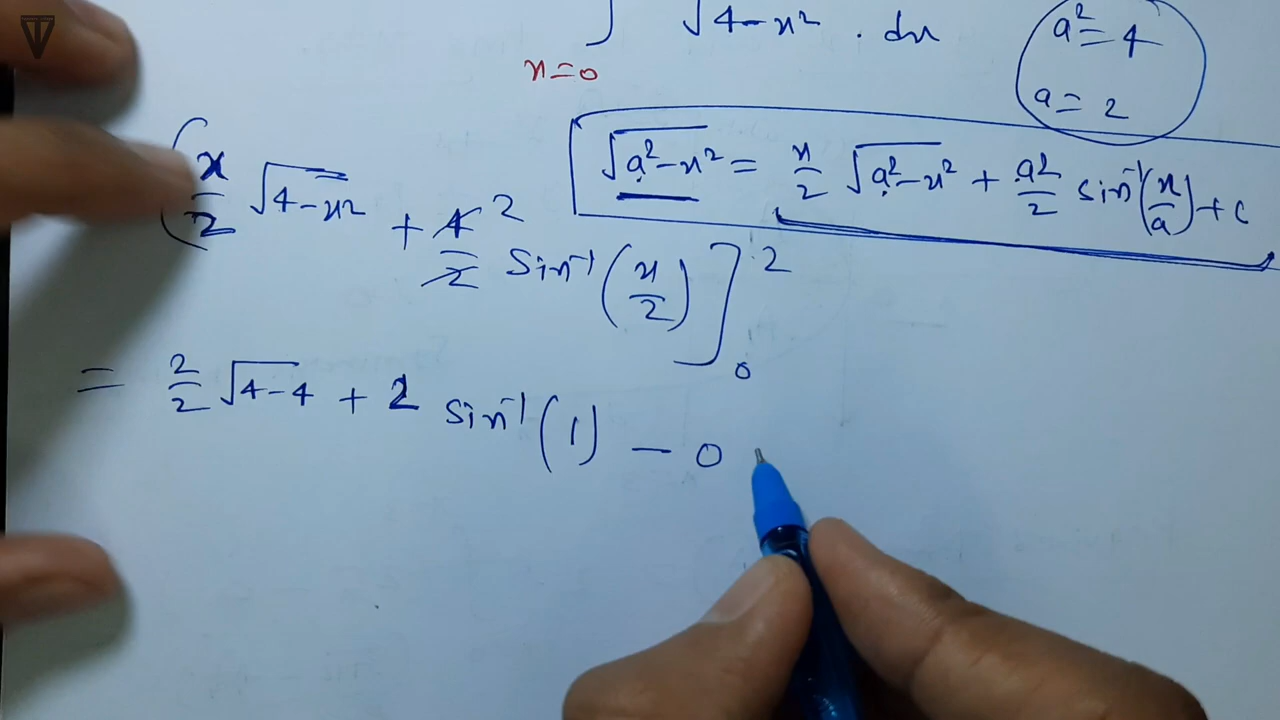 ∫ √4-x² . dx
x=0
a²=4
a=2
√a²-x² = x/2 √a²-x² + a²/2 sin⁻¹(x/a)+c
(x/2 √4-x² + 4/2 2 sin⁻¹(x/2)]₀²
= 2/2 √4-4 + 2 sin⁻¹(1) - 0